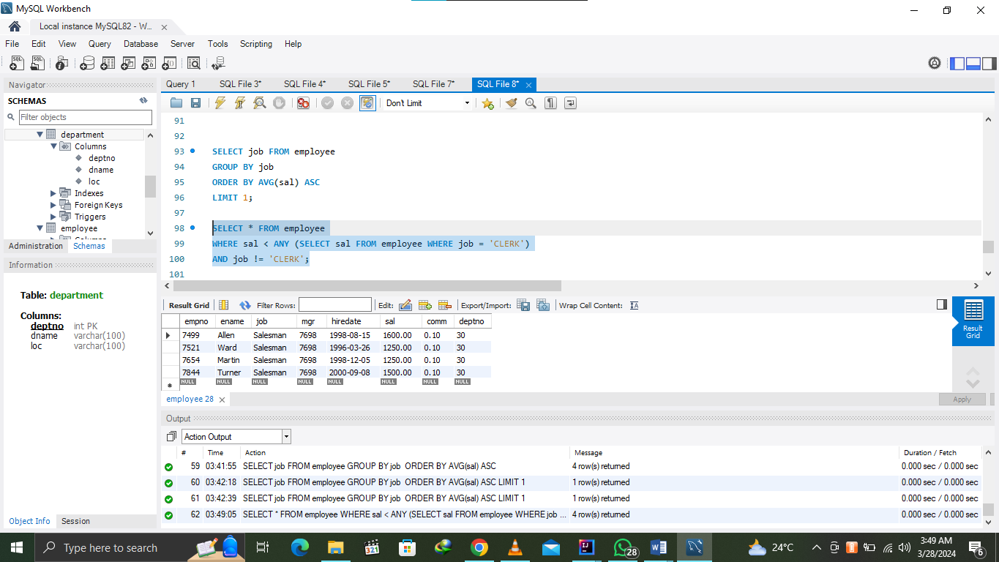 MySQL Workbench
Local instance MySQL82 - W...
File Edit View Query Database Server Tools Scripting Help
Navigator
SCHEMAS
Filter objects
department
Columns
deptno
dname
loc
Indexes
Foreign Keys
Triggers
employee
Administration Schemas
Information
Table: department
Columns:
deptno int PK
dname varchar(100)
loc varchar(100)
Object Info Session
Query 1 SQL File 3* SQL File 4* SQL File 5* SQL File 7* SQL File 8*
Don't Limit
91
92
93 SELECT job FROM employee
94 GROUP BY job
95 ORDER BY AVG(sal) ASC
96 LIMIT 1;
97
98 SELECT * FROM employee
99 WHERE sal < ANY (SELECT sal FROM employee WHERE job = 'CLERK')
100 AND job != 'CLERK';
101
Result Grid Filter Rows: Edit: Export/Import: Wrap Cell Content:
empno ename job mgr hiredate sal comm deptno
7499 Allen Salesman 7698 1998-08-15 1600.00 0.10 30
7521 Ward Salesman 7698 1996-03-26 1250.00 0.10 30
7654 Martin Salesman 7698 1998-12-05 1250.00 0.10 30
7844 Turner Salesman 7698 2000-09-08 1500.00 0.10 30
NULL NULL NULL NULL NULL NULL NULL NULL
Result
Grid
employee 28
Apply
Output
Action Output
# Time Action Message Duration / Fetch
59 03:41:55 SELECT job FROM employee GROUP BY job ORDER BY AVG(sal) ASC 4 row(s) returned 0.000 sec / 0.000 sec
60 03:42:18 SELECT job FROM employee GROUP BY job ORDER BY AVG(sal) ASC LIMIT 1 1 row(s) returned 0.000 sec / 0.000 sec
61 03:42:39 SELECT job FROM employee GROUP BY job ORDER BY AVG(sal) ASC LIMIT 1 1 row(s) returned 0.000 sec / 0.000 sec
62 03:49:05 SELECT * FROM employee WHERE sal < ANY (SELECT sal FROM employee WHERE job ... 4 row(s) returned 0.000 sec / 0.000 sec
Type here to search
321
28
24°C
3:49 AM
3/28/2024
6